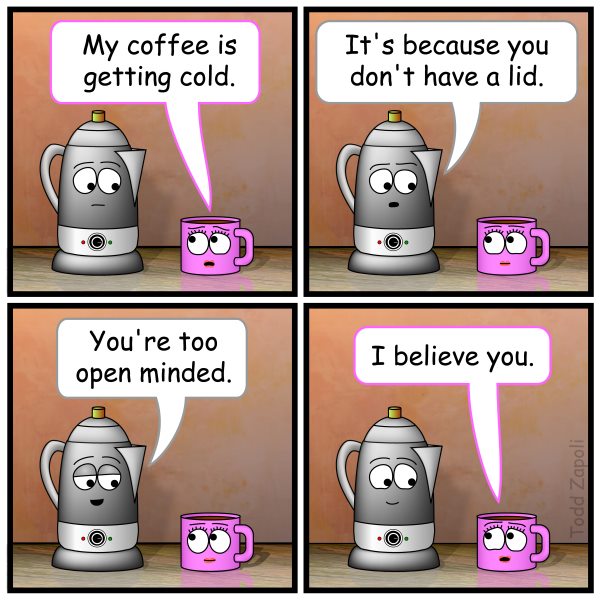 My coffee is
getting cold.
It's because you
don't have a lid.
You're too
open minded.
I believe you.
Todd Zapoli